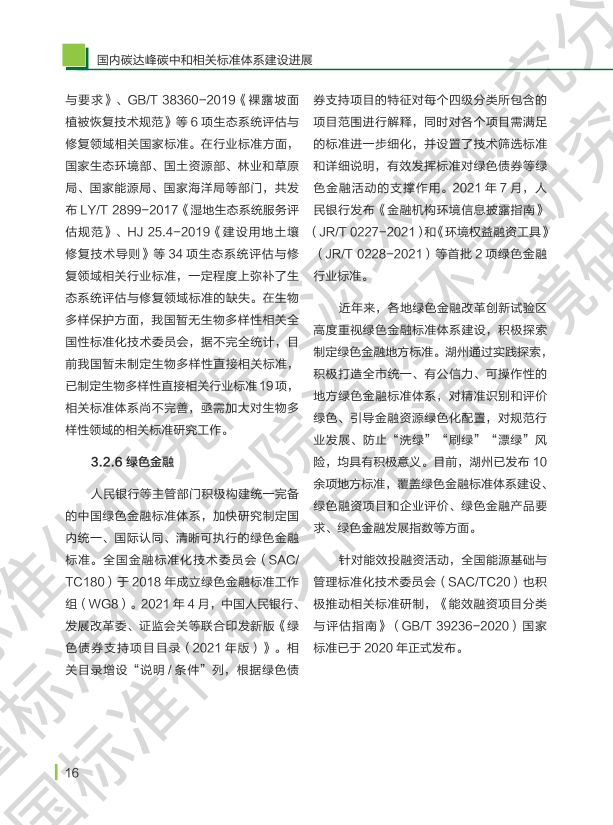 国内碳达峰碳中和相关标准体系建设进展
与要求》、GB/T 38360-2019《裸露坡面
植被恢复技术规范》等 6 项生态系统评估与
修复领域相关国家标准。在行业标准方面，
国家生态环境部、国土资源部、林业和草原
局、国家能源局、国家海洋局等部门，共发
布 LY/T 2899-2017《湿地生态系统服务评
估规范》、HJ 25.4-2019《建设用地土壤
修复技术导则》等 34 项生态系统评估与修
复领域相关行业标准，一定程度上弥补了生
态系统评估与修复领域标准的缺失。在生物
多样保护方面，我国暂无生物多样性相关全
国性标准化技术委员会，据不完全统计，目
前我国暂未制定生物多样性直接相关标准，
已制定生物多样性直接相关行业标准 19 项，
相关标准体系尚不完善，亟需加大对生物多
样性领域的相关标准研究工作。
3.2.6 绿色金融
人民银行等主管部门积极构建统一完备
的中国绿色金融标准体系，加快研究制定国
内统一、国际认同、清晰可执行的绿色金融
标准。全国金融标准化技术委员会（SAC/
TC180）于 2018 年成立绿色金融标准工作
组（WG8）。2021 年 4 月，中国人民银行、
发展改革委、证监会关等联合印发新版《绿
色债券支持项目目录（2021 年版）》。相
关目录增设“说明 / 条件”列，根据绿色债
券支持项目的特征对每个四级分类所包含的
项目范围进行解释，同时对各个项目需满足
的标准进一步细化，并设置了技术筛选标准
和详细说明，有效发挥标准对绿色债券等绿
色金融活动的支撑作用。2021 年 7 月，人
民银行发布《金融机构环境信息披露指南》
（JR/T 0227-2021）和《环境权益融资工具》
（JR/T 0228-2021）等首批 2 项绿色金融
行业标准。
近年来，各地绿色金融改革创新试验区
高度重视绿色金融标准体系建设，积极探索
制定绿色金融地方标准。湖州通过实践探索，
积极打造全市统一、有公信力、可操作性的
地方绿色金融标准体系，对精准识别和评价
绿色、引导金融资源绿色化配置，对规范行
业发展、防止“洗绿”“刷绿”“漂绿”风
险，均具有积极意义。目前，湖州已发布 10
余项地方标准，覆盖绿色金融标准体系建设、
绿色融资项目和企业评价、绿色金融产品要
求、绿色金融发展指数等方面。
针对能效投融资活动，全国能源基础与
管理标准化技术委员会（SAC/TC20）也积
极推动相关标准研制，《能效融资项目分类
与评估指南》（GB/T 39236-2020）国家
标准已于 2020 年正式发布。
16